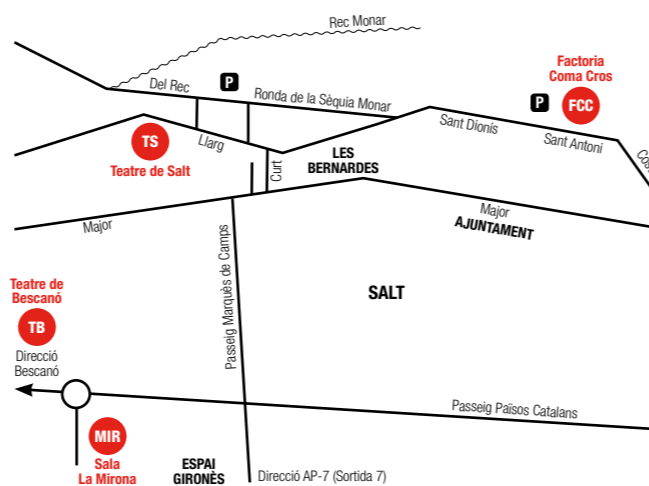 Rec Monar
Factoria
Coma Cros
P
Del Rec
Ronda de la Sèquia Monar
P
FCC
Sant Dionís
Sant Antoni
TS
Llarg
Teatre de Salt
Curt
LES
BERNARDES
Major
Major
AJUNTAMENT
Passeig Marquès de Camps
Teatre de
Bescanó
SALT
TB
Direcció
Bescanó
Passeig Països Catalans
MIR
Sala
La Mirona
ESPAI
GIRONÈS
Direcció AP-7 (Sortida 7)